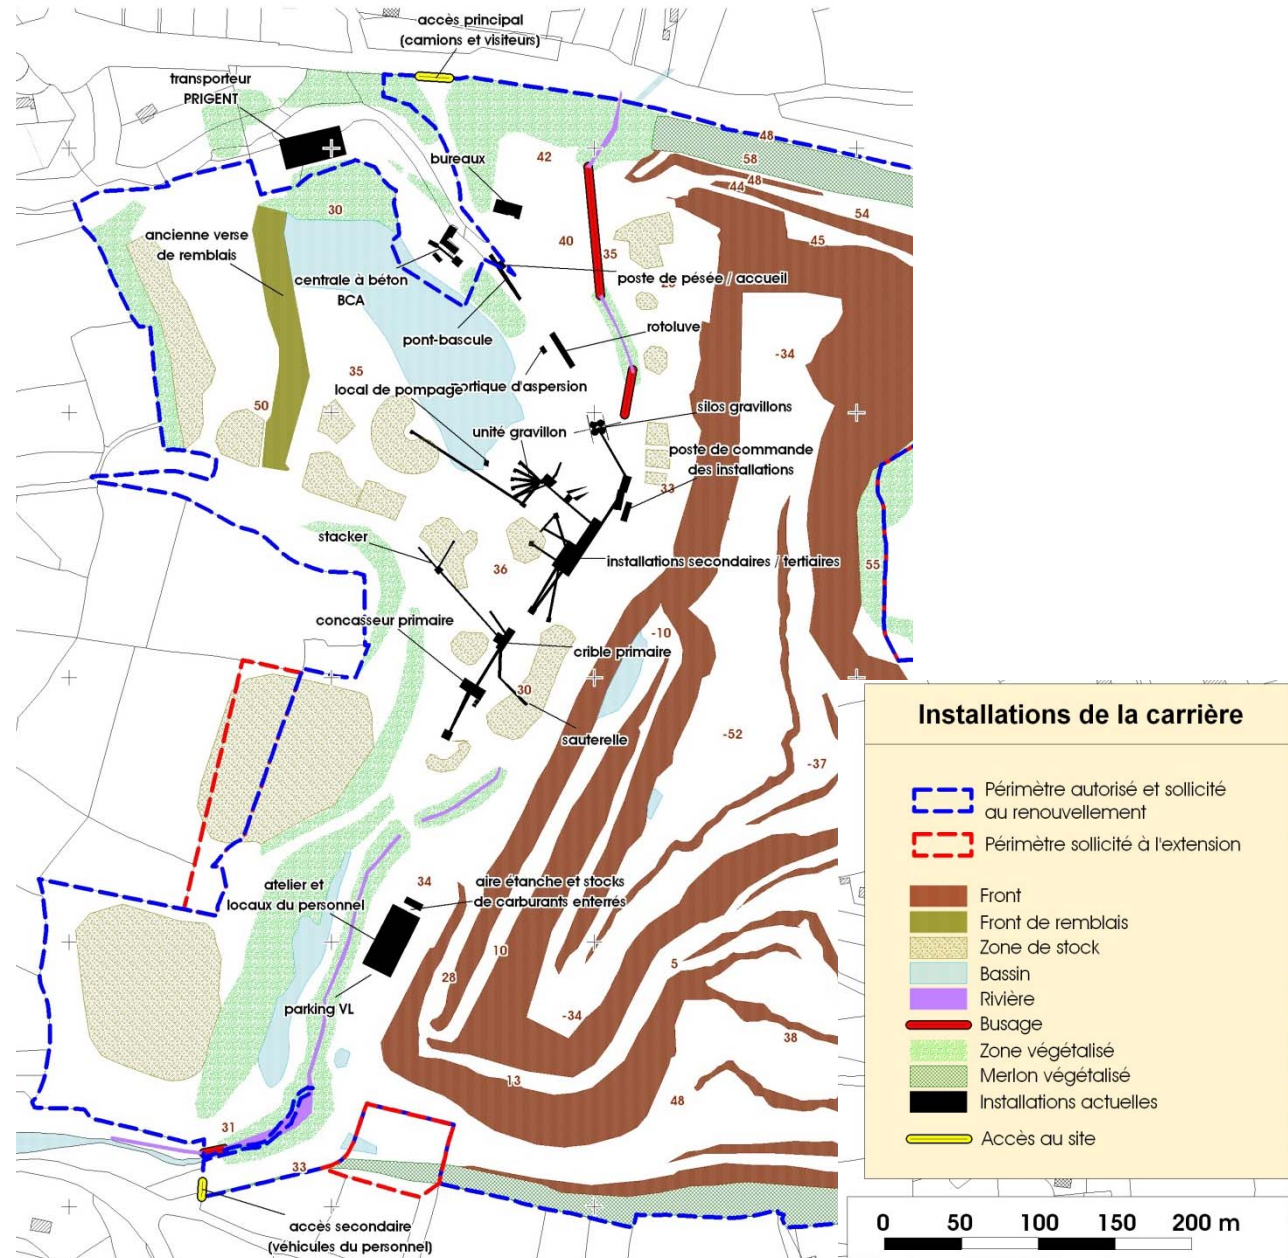 accès principal
(camions et visiteurs)
transporteur
PRIGENT
bureaux
42
48
58
48
44
54
45
30
ancienne verse
de remblais
40
35
centrale à béton
BCA
poste de pésée / accueil
pont-bascule
rotoluve
-34
35
local de pompage
portique d'aspersion
50
silos gravillons
unité gravillon
poste de commande
des installations
33
stacker
36
installations secondaires / tertiaires
55
concasseur primaire
-10
crible primaire
30
sauterelle
-52
-37
34
atelier et
locaux du personnel
aire étanche et stocks
de carburants enterrés
10
5
28
parking VL
-34
38
13
48
31
33
accès secondaire
(véhicules du personnel)
Installations de la carrière
Périmètre autorisé et sollicité
au renouvellement
Périmètre sollicité à l'extension
Front
Front de remblais
Zone de stock
Bassin
Rivière
Busage
Zone végétalisé
Merlon végétalisé
Installations actuelles
Accès au site
0 50 100 150 200 m